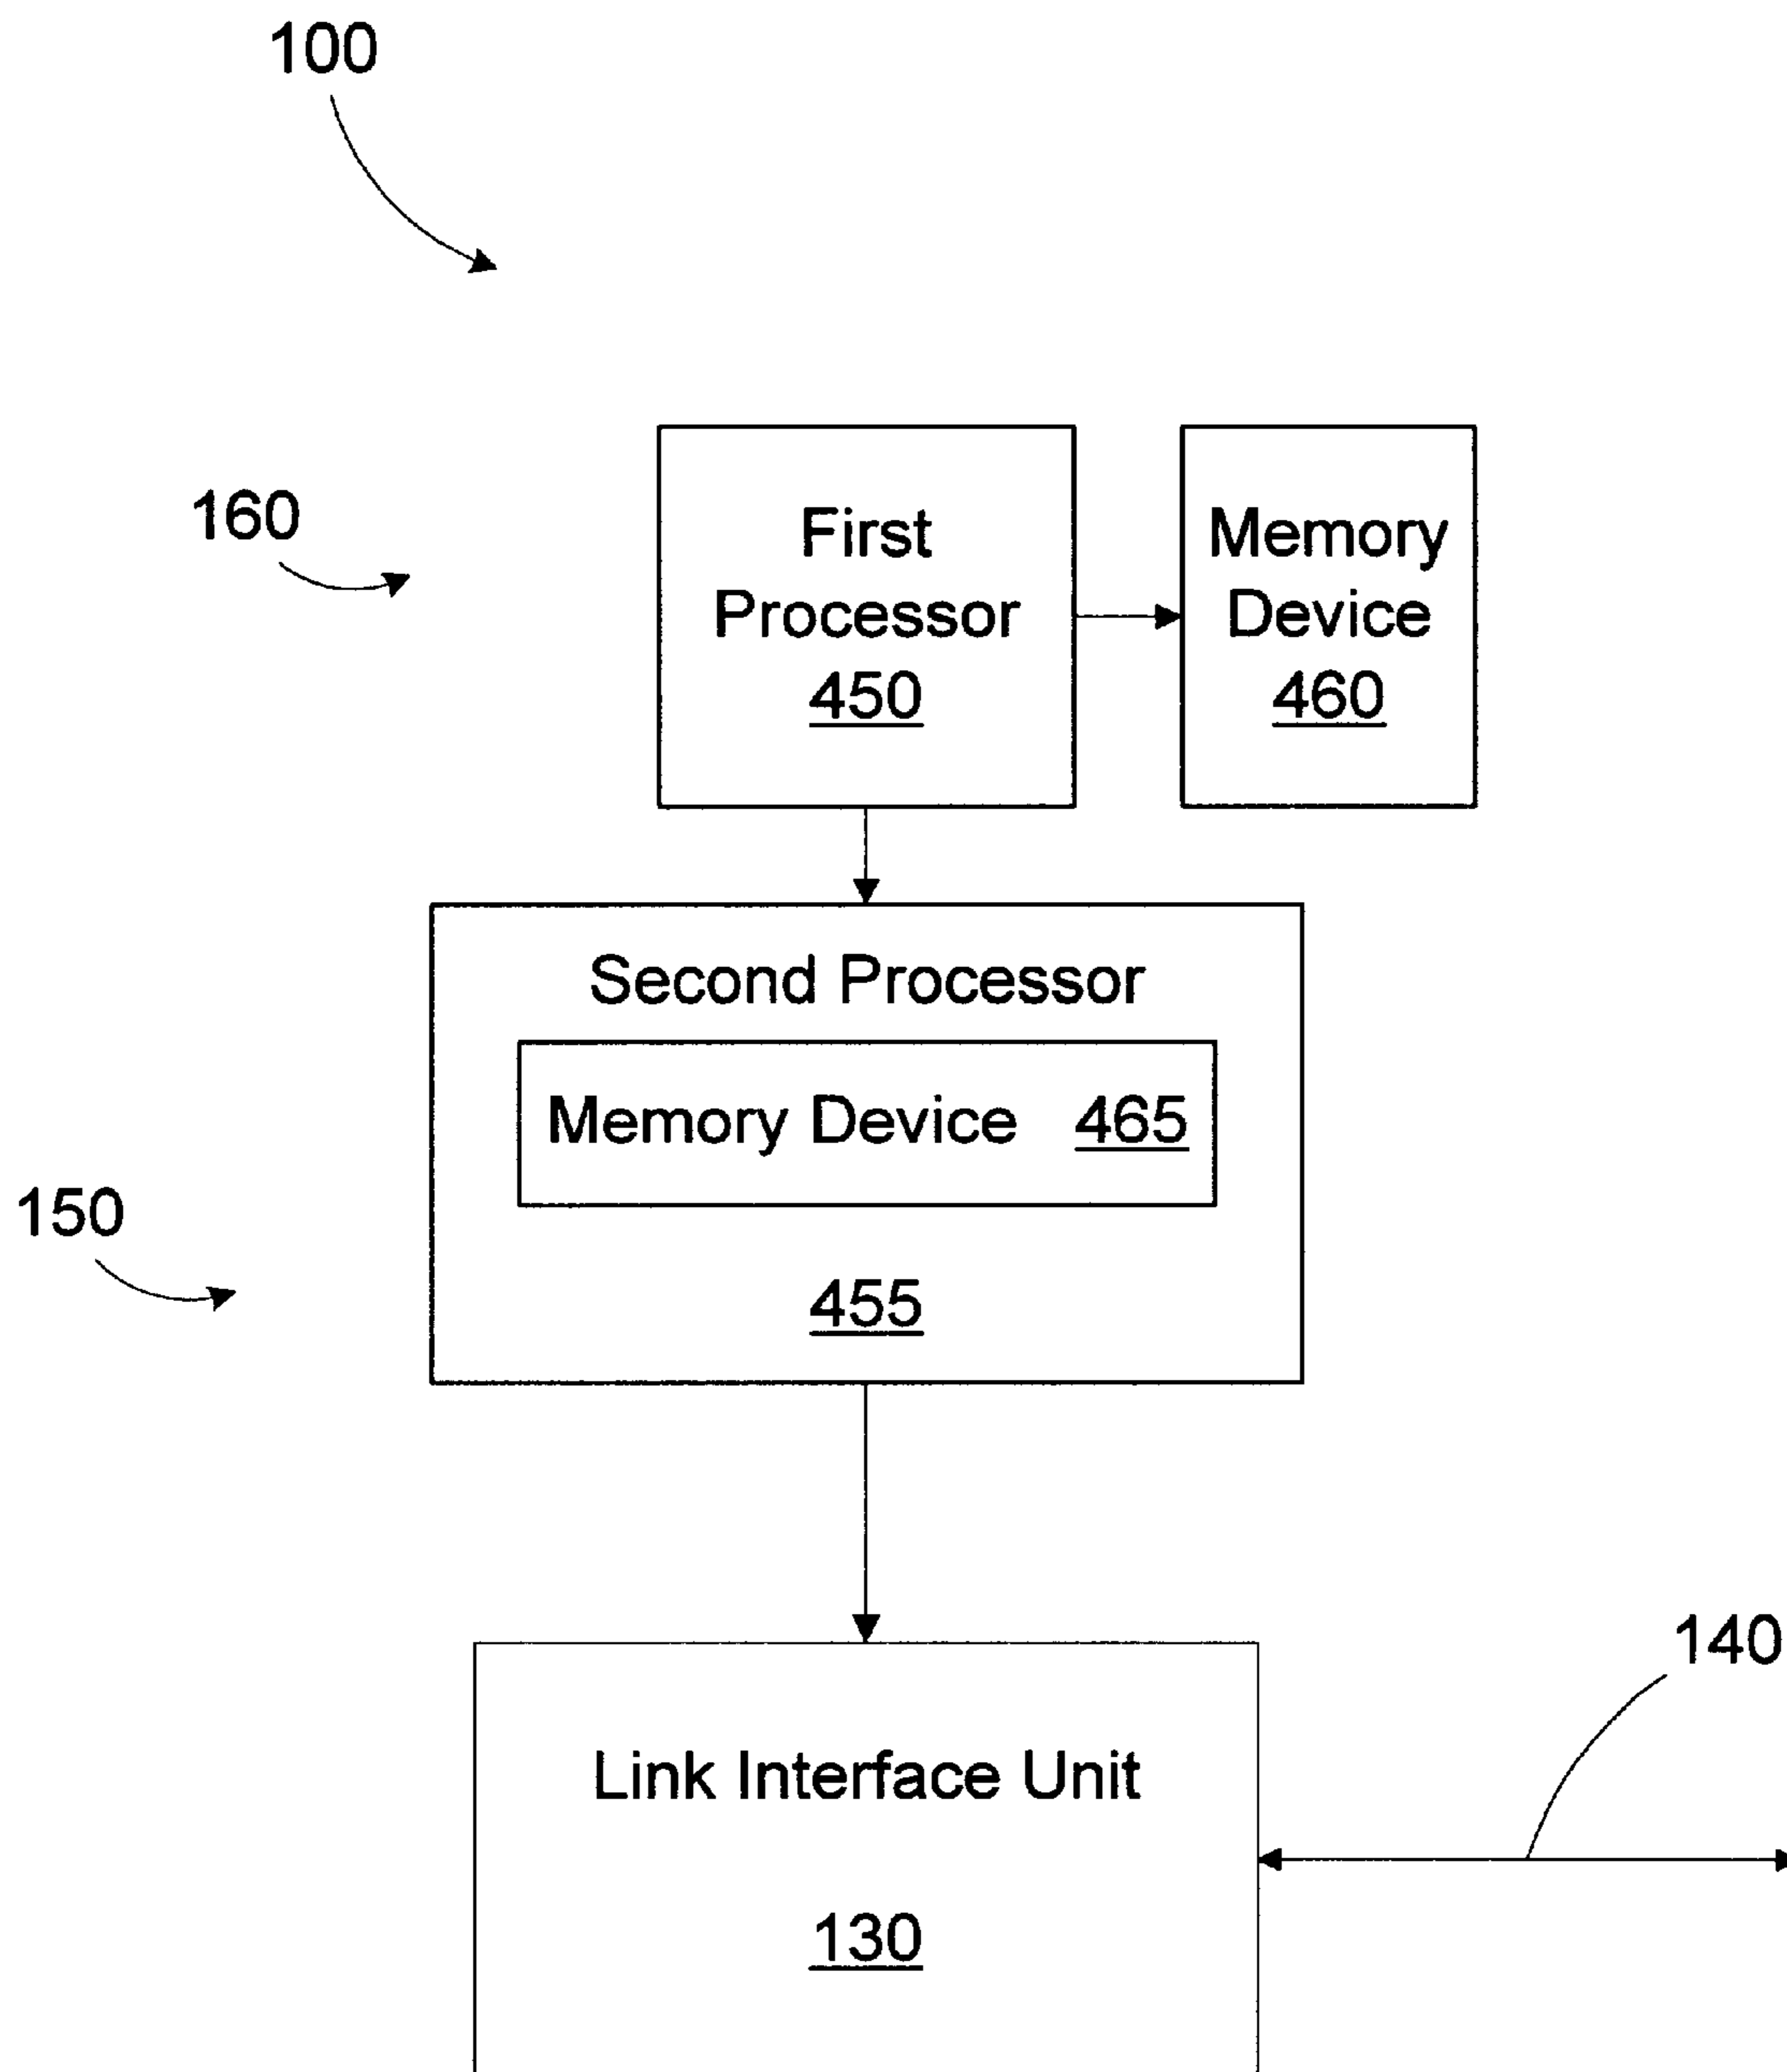 100
160
First
Processor
450
Memory
Device
460
Second Processor
Memory Device 465
150
455
140
Link Interface Unit
130